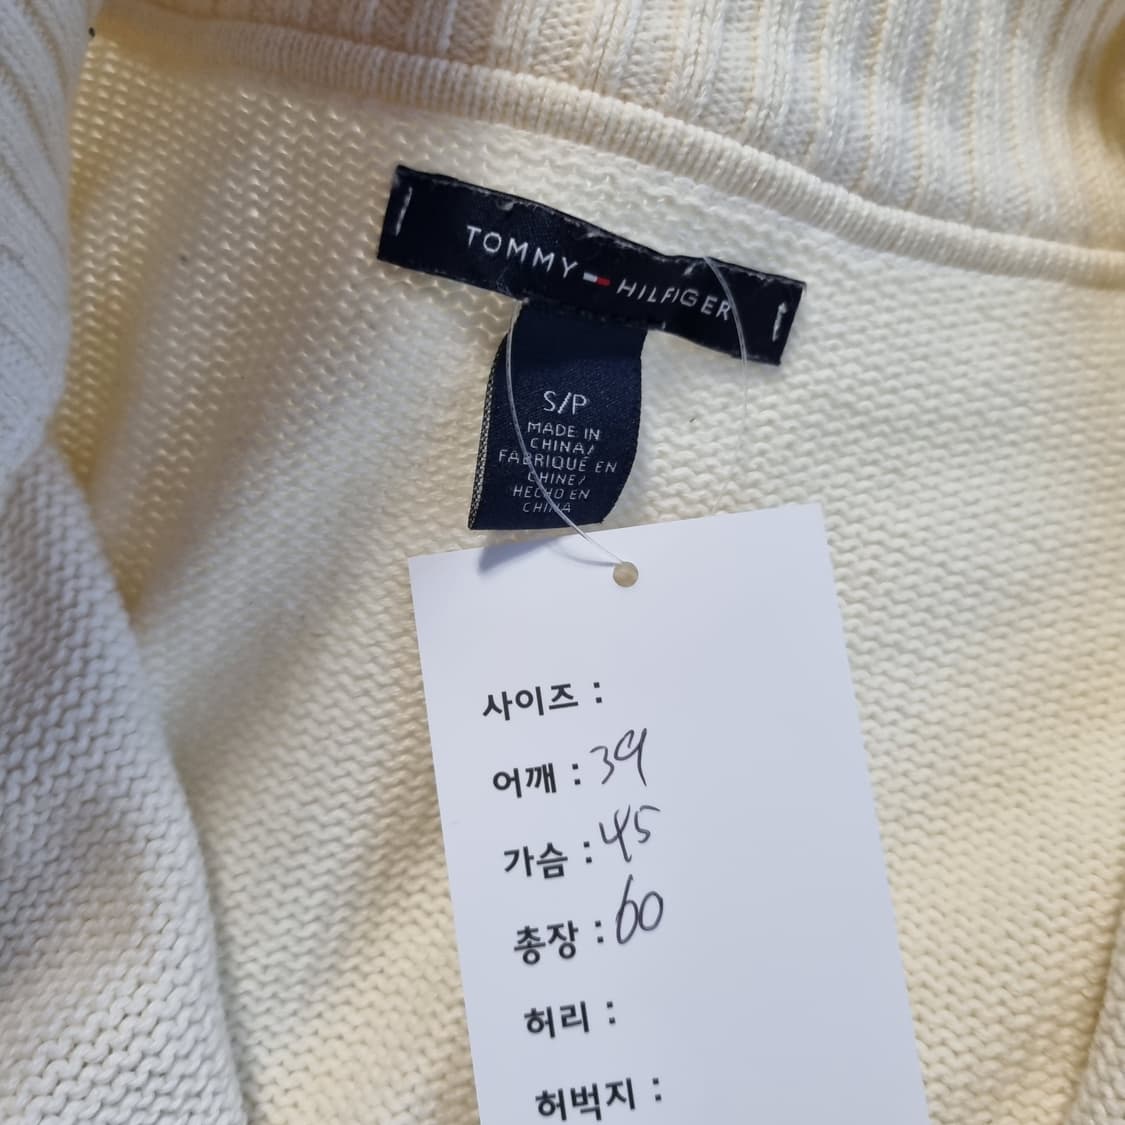 TOMMY HILFIGER
S/P
MADE IN
CHINA/
FABRIQUÉ EN
CHINE/
HECHO EN
CHINA
사이즈 :
어깨 : 39
가슴 : 45
총장 : 60
허리 :
허벅지 :